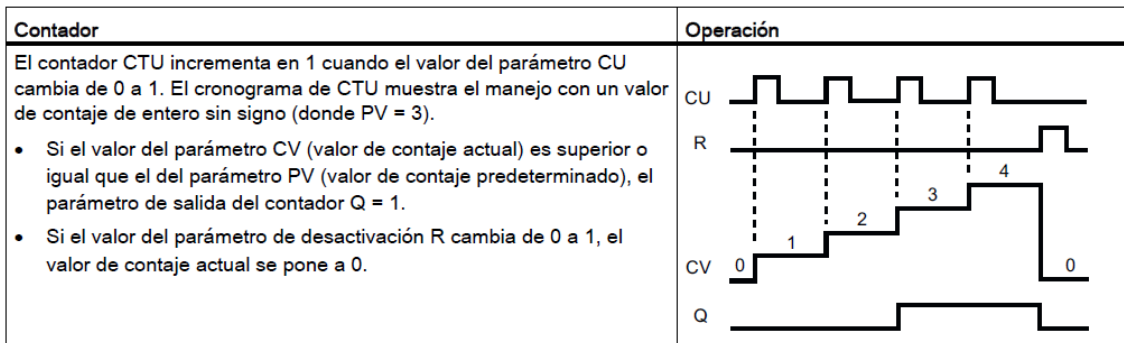 Contador
Operación
El contador CTU incrementa en 1 cuando el valor del parámetro CU
cambia de 0 a 1. El cronograma de CTU muestra el manejo con un valor
de contaje de entero sin signo (donde PV = 3).
• Si el valor del parámetro CV (valor de contaje actual) es superior o
igual que el del parámetro PV (valor de contaje predeterminado), el
parámetro de salida del contador Q = 1.
• Si el valor del parámetro de desactivación R cambia de 0 a 1, el
valor de contaje actual se pone a 0.
CU
R
4
3
2
1
CV 0 0
Q